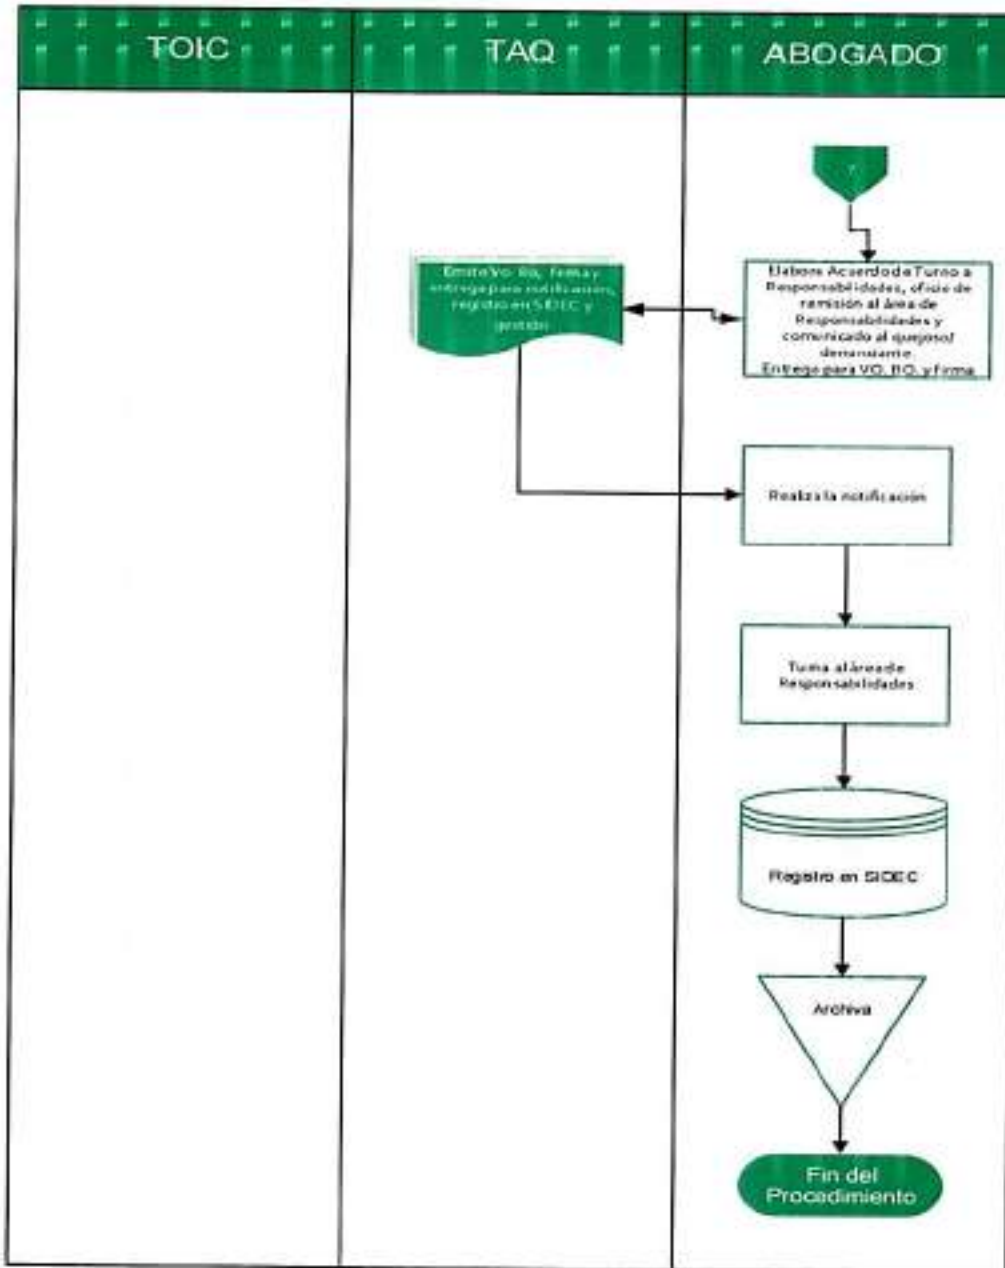 TOIC
TAQ
ABOGADO
Emite Vo. Bo, firma y
entrega para notificación,
registro en SIDEC y
gestión
Elabora Acuerdo de Turno a
Responsabilidades, oficio de
remisión al área de
Responsabilidades y
comunicado al quejoso/
denunciante.
Entrega para VO. BO. y firma
Realiza la notificación
Turna al área de
Responsabilidades
Registro en SIDEC
Archiva
Fin del
Procedimiento